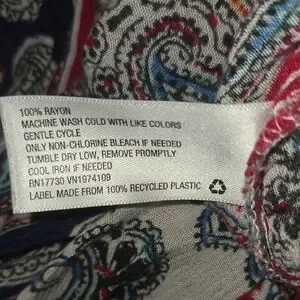 100% RAYON
MACHINE WASH COLD WITH LIKE COLORS
GENTLE CYCLE
ONLY NON-CHLORINE BLEACH IF NEEDED
TUMBLE DRY LOW, REMOVE PROMPTLY
COOL IRON IF NEEDED
RN17730 VN1974109
LABEL MADE FROM 100% RECYCLED PLASTIC